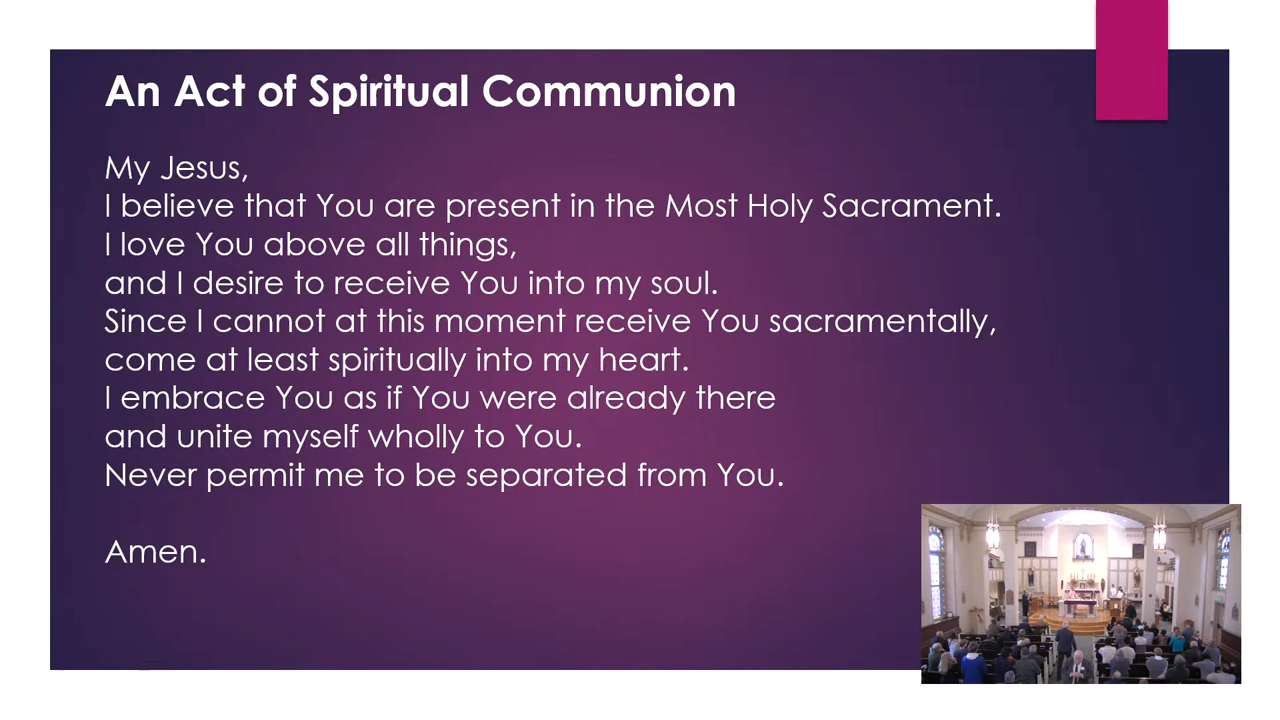 An Act of Spiritual Communion
My Jesus,
I believe that You are present in the Most Holy Sacrament.
I love You above all things,
and I desire to receive You into my soul.
Since I cannot at this moment receive You sacramentally,
come at least spiritually into my heart.
I embrace You as if You were already there
and unite myself wholly to You.
Never permit me to be separated from You.
Amen.